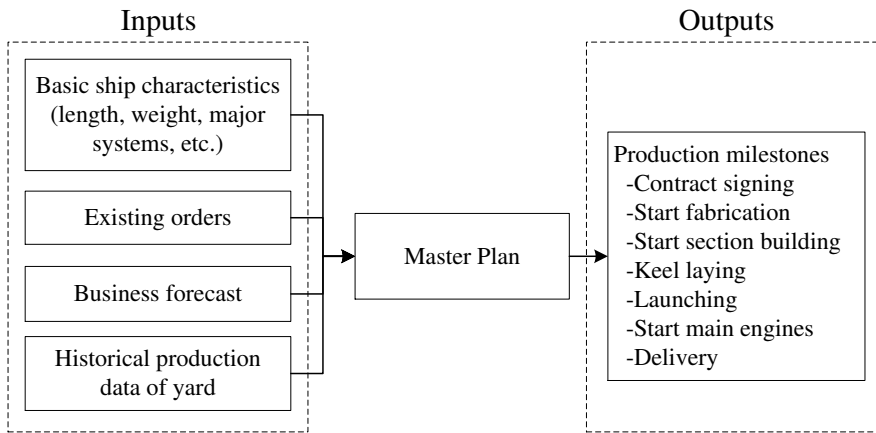 Inputs
Basic ship characteristics
(length, weight, major
systems, etc.)
Existing orders
Business forecast
Historical production
data of yard
Master Plan
Outputs
Production milestones
-Contract signing
-Start fabrication
-Start section building
-Keel laying
-Launching
-Start main engines
-Delivery